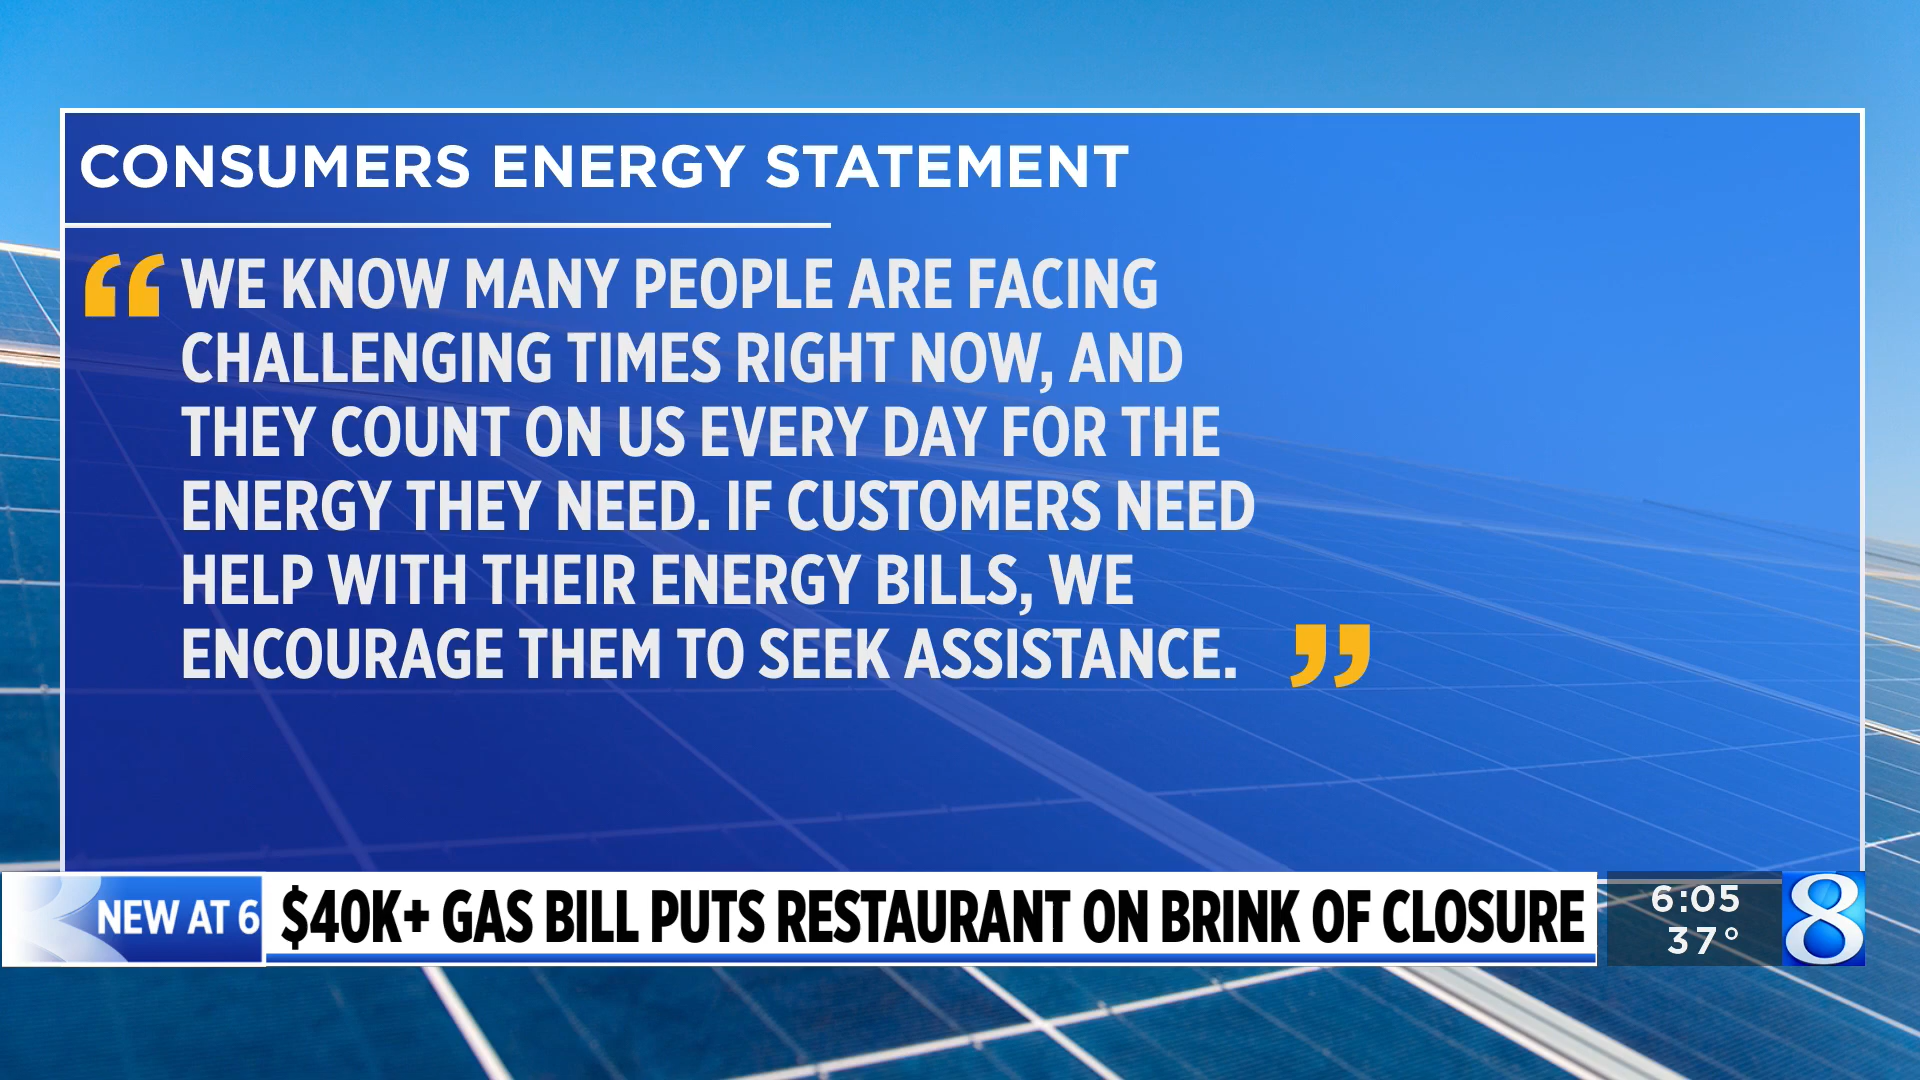 CONSUMERS ENERGY STATEMENT
“WE KNOW MANY PEOPLE ARE FACING
CHALLENGING TIMES RIGHT NOW, AND
THEY COUNT ON US EVERY DAY FOR THE
ENERGY THEY NEED. IF CUSTOMERS NEED
HELP WITH THEIR ENERGY BILLS, WE
ENCOURAGE THEM TO SEEK ASSISTANCE. ”
NEW AT 6
$40K+ GAS BILL PUTS RESTAURANT ON BRINK OF CLOSURE
6:05
37°
8